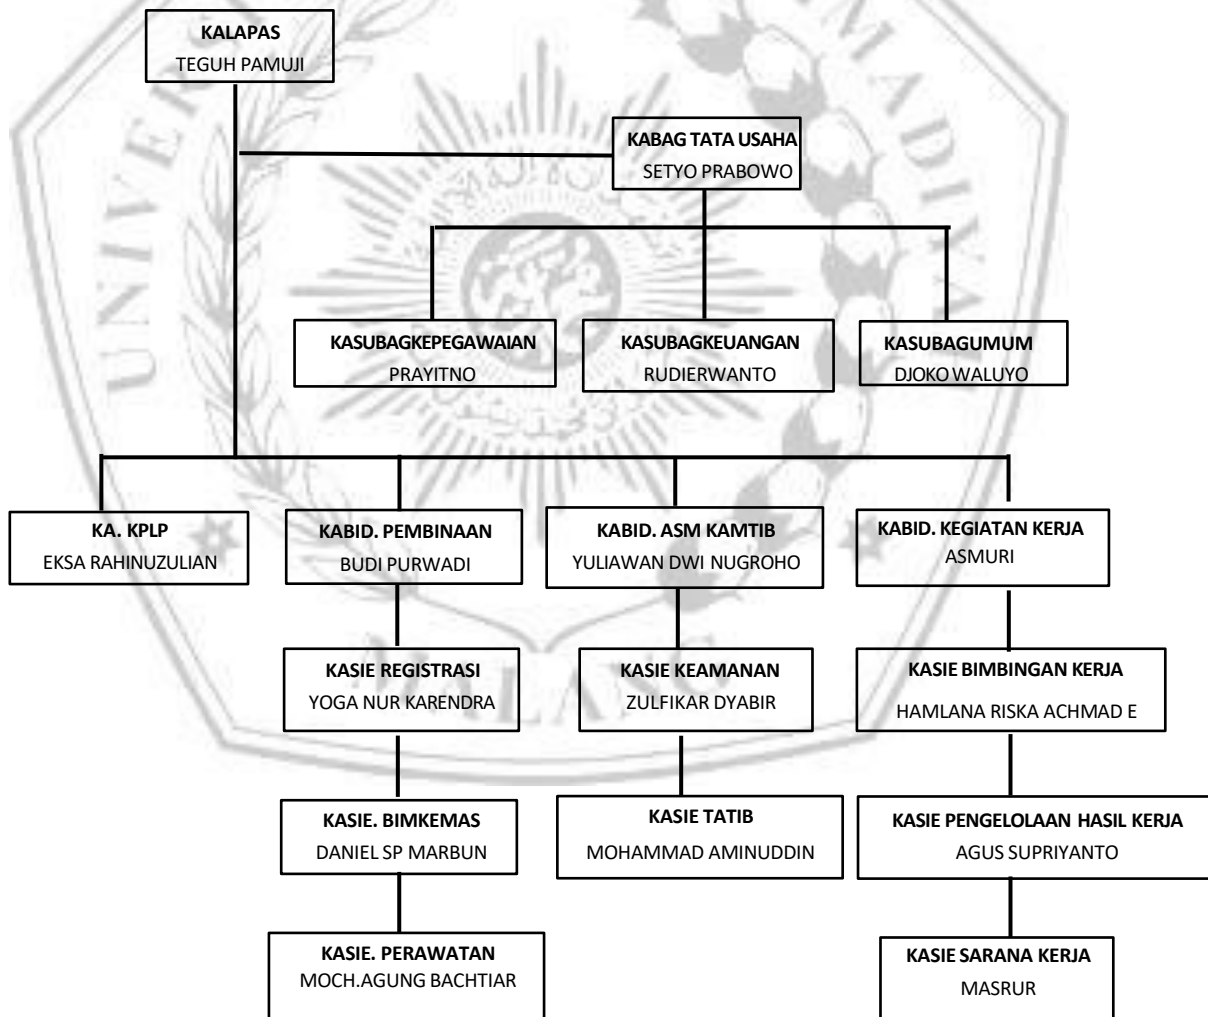 KALAPAS
TEGUH PAMUJI
KABAG TATA USAHA
SETYO PRABOWO
KASUBAGKEPEGAWAIAN
PRAYITNO
KASUBAGKEUANGAN
RUDIERWANTO
KASUBAGUMUM
DJOKO WALUYO
KA. KPLP
EKSA RAHINUZULIAN
KABID. PEMBINAAN
BUDI PURWADI
KABID. ASM KAMTIB
YULIAWAN DWI NUGROHO
KABID. KEGIATAN KERJA
ASMURI
KASIE REGISTRASI
YOGA NUR KARENDRA
KASIE KEAMANAN
ZULFIKAR DYABIR
KASIE BIMBINGAN KERJA
HAMLANA RISKA ACHMAD E
KASIE. BIMKEMAS
DANIEL SP MARBUN
KASIE TATIB
MOHAMMAD AMINUDDIN
KASIE PENGELOLAAN HASIL KERJA
AGUS SUPRIYANTO
KASIE. PERAWATAN
MOCH.AGUNG BACHTIAR
KASIE SARANA KERJA
MASRUR
MALANG